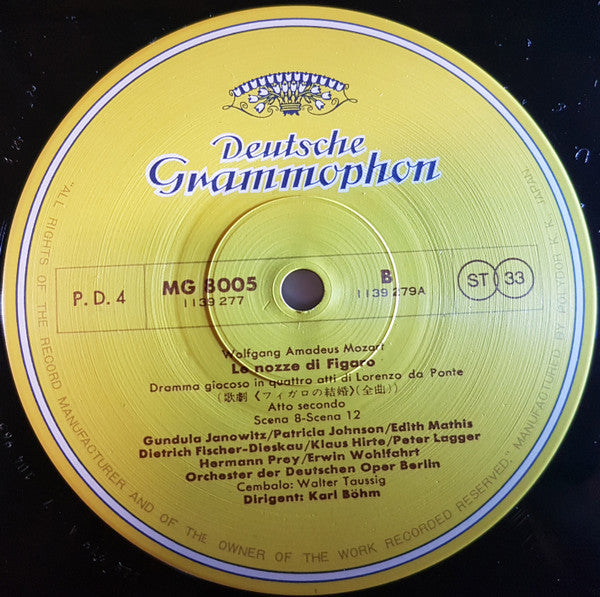 Deutsche
Grammophon
P.D.4
MG 8005
1139 277
B
1139 279A
ST 33
Wolfgang Amadeus Mozart
Le nozze di Figaro
Dramma giocoso in quattro atti di Lorenzo da Ponte
(歌劇《フィガロの結婚》(全曲))
Atto secondo
Scena 8-Scena 12
Gundula Janowitz/Patricia Johnson/Edith Mathis
Dietrich Fischer-Dieskau/Klaus Hirte/Peter Lagger
Hermann Prey/Erwin Wohlfahrt
Orchester der Deutschen Oper Berlin
Cembalo: Walter Taussig
Dirigent: Karl Böhm
"ALL RIGHTS OF THE RECORD MANUFACTURER AND OF THE OWNER OF THE WORK RECORDED RESERVED." MANUFACTURED BY POLYDOR K. K., JAPAN